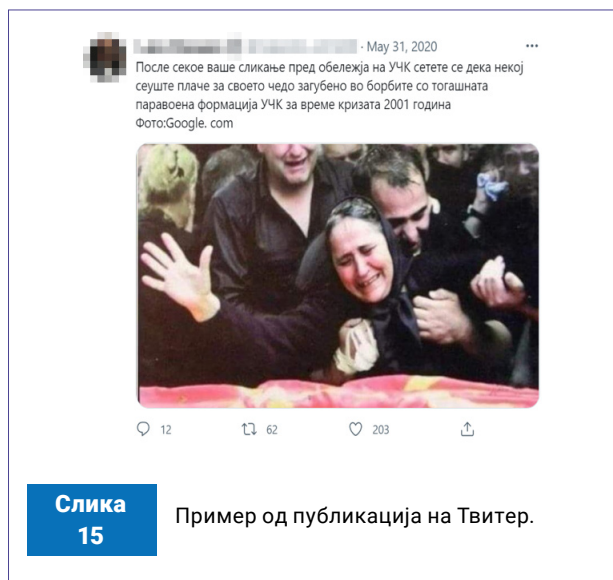 · May 31, 2020
После секое ваше сликање пред обележја на УЧК сетете се дека некој
сеуште плаче за своето чедо загубено во борбите со тогашната
паравоена формација УЧК за време кризата 2001 година
Фото:Google. com
12 62 203
Слика
15
Пример од публикација на Твитер.